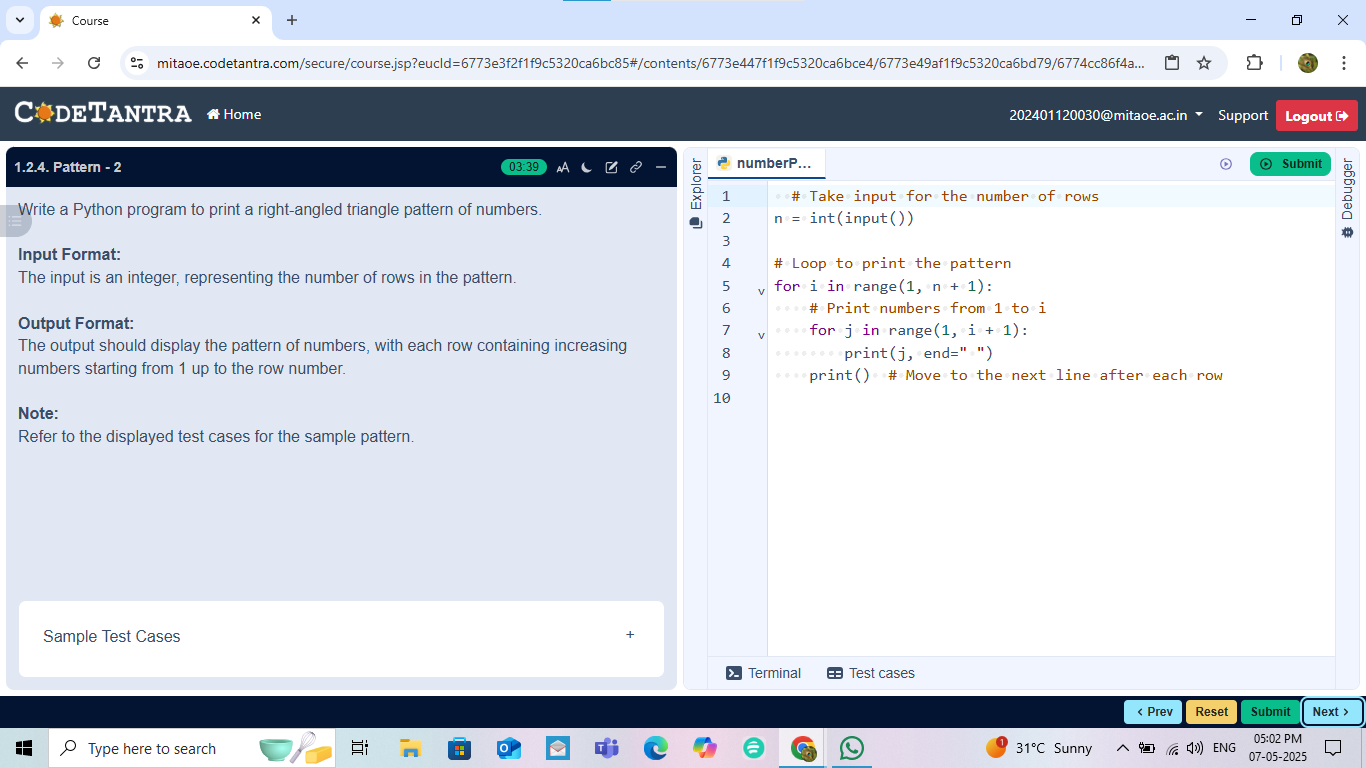 Course
mitaoe.codetantra.com/secure/course.jsp?eucId=6773e3f2f1f9c5320ca6bc85#/contents/6773e447f1f9c5320ca6bce4/6773e49af1f9c5320ca6bd79/6774cc86f4a...
CODETANTRA
Home
202401120030@mitaoe.ac.in
Support
Logout
1.2.4. Pattern - 2
03:39
AA
Write a Python program to print a right-angled triangle pattern of numbers.
Input Format:
The input is an integer, representing the number of rows in the pattern.
Output Format:
The output should display the pattern of numbers, with each row containing increasing
numbers starting from 1 up to the row number.
Note:
Refer to the displayed test cases for the sample pattern.
Sample Test Cases
+
Explorer
numberP...
Submit
Debugger
1   # Take input for the number of rows
2 n = int(input())
3
4 # Loop to print the pattern
5 for i in range(1, n + 1):
6     # Print numbers from 1 to i
7     for j in range(1, i + 1):
8         print(j, end=" ")
9     print()  # Move to the next line after each row
10
Terminal
Test cases
< Prev
Reset
Submit
Next >
Type here to search
1
31°C Sunny
ENG
05:02 PM
07-05-2025